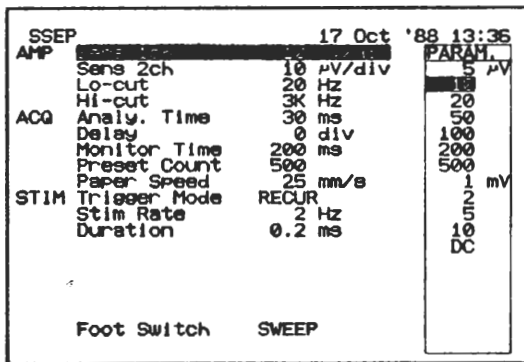 SSEP 17 Oct '88 13:36
AMP PARAM.
5 μV
Sens 2ch 10 μV/div
Lo-cut 20 Hz 20
Hi-cut 3K Hz 50
ACQ Analy. Time 30 ms 100
Delay 0 div 200
Monitor Time 200 ms 500
Preset Count 500
Paper Speed 25 mm/s 1 mV
STIM Trigger Mode RECUR 2
Stim Rate 2 Hz 5
Duration 0.2 ms 10
DC
Foot Switch SWEEP